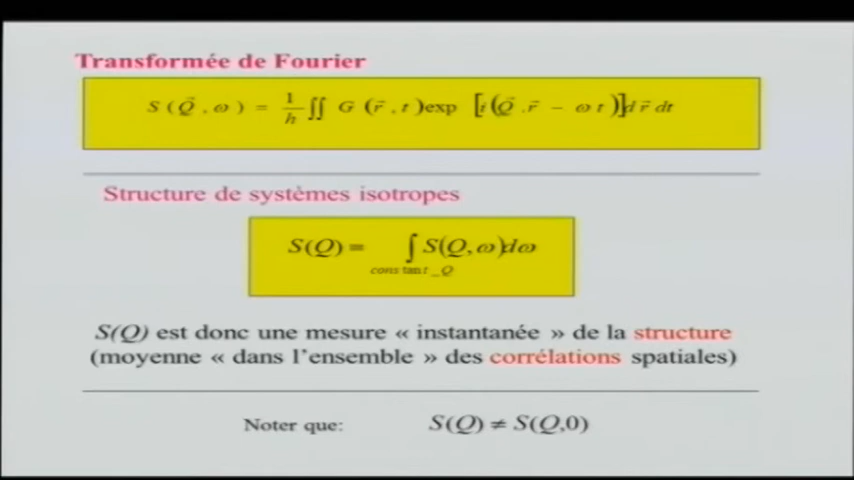 Transformée de Fourier
S(Q⃗,ω) = 1/h ∬ G(r⃗,t)exp [i(Q⃗.r⃗ − ωt)]dr⃗ dt
Structure de systèmes isotropes
S(Q) = ∫ S(Q,ω)dω
constant_Q
S(Q) est donc une mesure « instantanée » de la structure
(moyenne « dans l'ensemble » des corrélations spatiales)
Noter que: S(Q) ≠ S(Q,0)